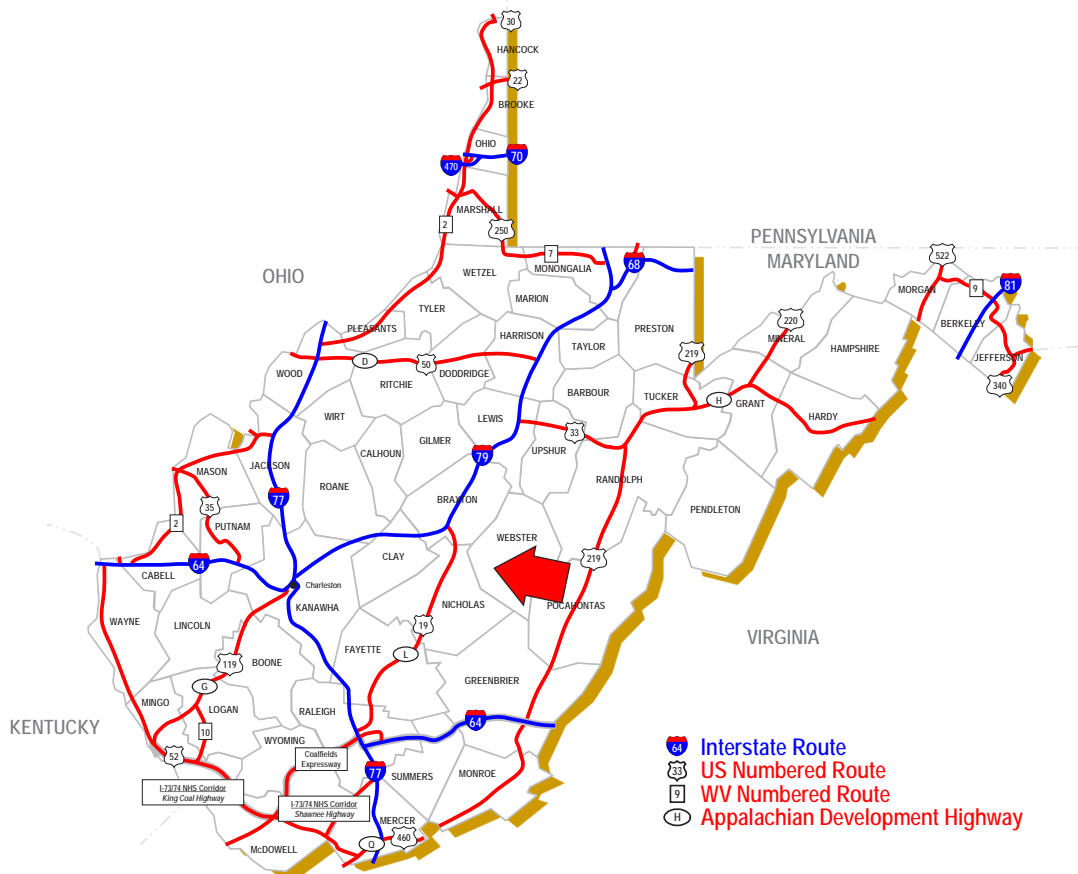 30
HANCOCK
22
BROOKE
OHIO
70
470
MARSHALL
2
250
PENNSYLVANIA
7
WETZEL
MONONGALIA
68
MARYLAND
522
OHIO
MORGAN
9
81
MARION
TYLER
BERKELEY
PLEASANTS
HARRISON
PRESTON
220
MINERAL
HAMPSHIRE
TAYLOR
219
JEFFERSON
WOOD
D
50
RITCHIE
DODDRIDGE
340
BARBOUR
TUCKER
H
GRANT
WIRT
LEWIS
HARDY
GILMER
33
UPSHUR
CALHOUN
79
JACKSON
MASON
ROANE
RANDOLPH
77
BRAXTON
35
PENDLETON
2
PUTNAM
WEBSTER
CLAY
64
219
CABELL
Charleston
KANAWHA
NICHOLAS
POCAHONTAS
WAYNE
LINCOLN
19
VIRGINIA
FAYETTE
L
119
BOONE
GREENBRIER
G
MINGO
LOGAN
RALEIGH
KENTUCKY
10
64
WYOMING
52
Coalfields
Expressway
77
SUMMERS
MONROE
I-73/74 NHS Corridor
King Coal Highway
I-73/74 NHS Corridor
Shawnee Highway
MERCER
460
Q
McDOWELL
64 Interstate Route
33 US Numbered Route
9 WV Numbered Route
H Appalachian Development Highway